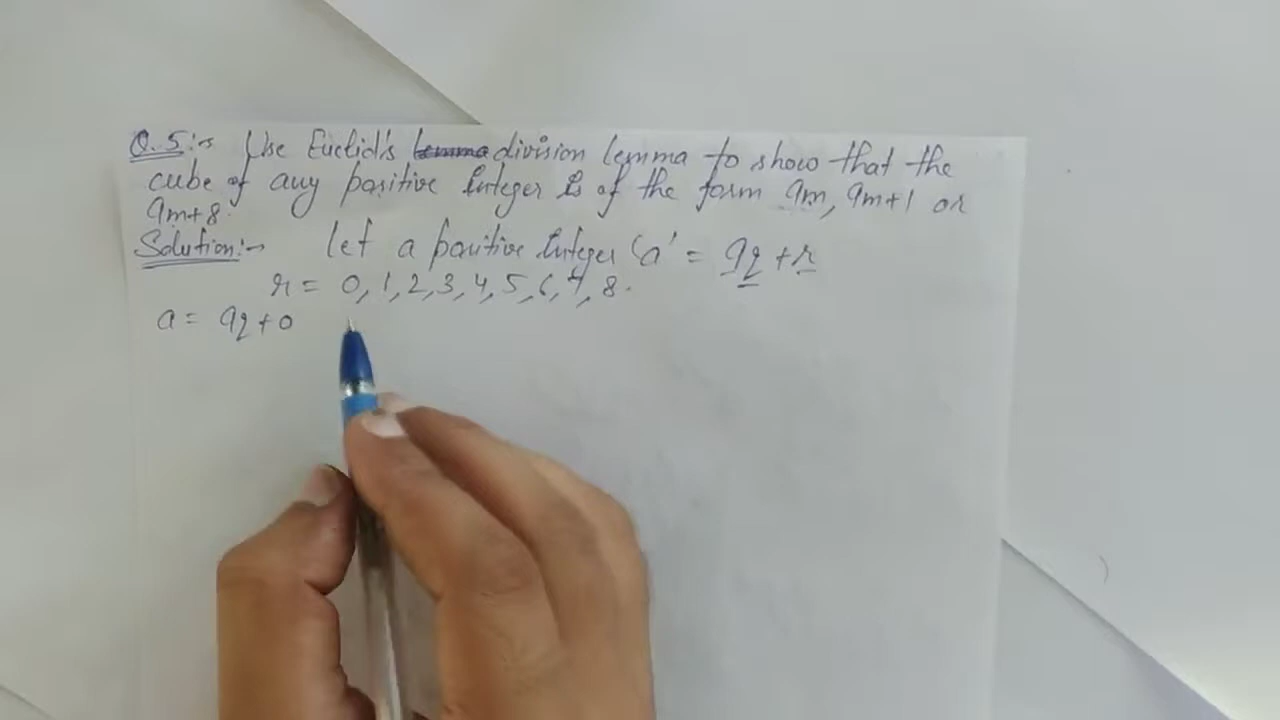 Q.5:- Use Euclid's division lemma to show that the
cube of any positive integer is of the form 9m, 9m+1 or
9m+8.
Solution:- Let a positive integer 'a' = 9q + r
r = 0, 1, 2, 3, 4, 5, 6, 7, 8.
a = 9q + 0